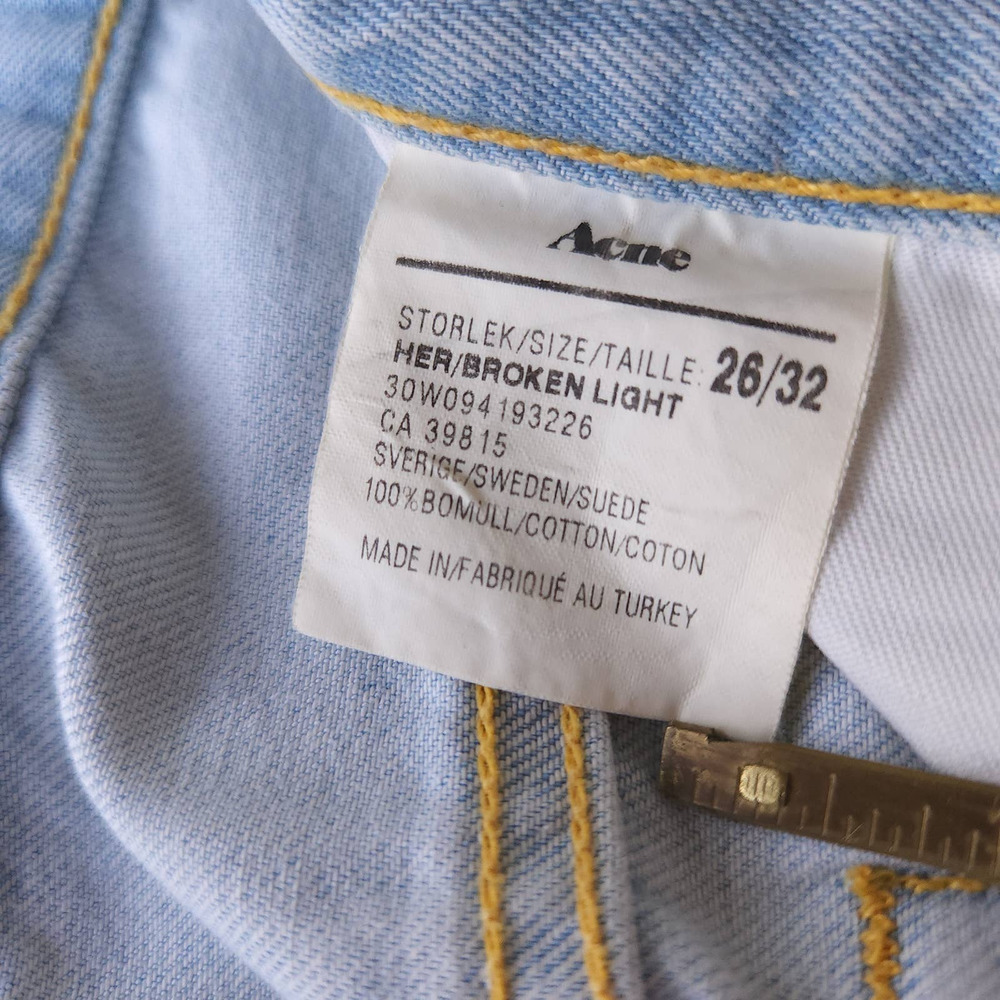 Acne
STORLEK/SIZE/TAILLE: 26/32
HER/BROKEN LIGHT
30W094193226
CA 39815
SVERIGE/SWEDEN/SUEDE
100%BOMULL/COTTON/COTON
MADE IN/FABRIQUÉ AU TURKEY